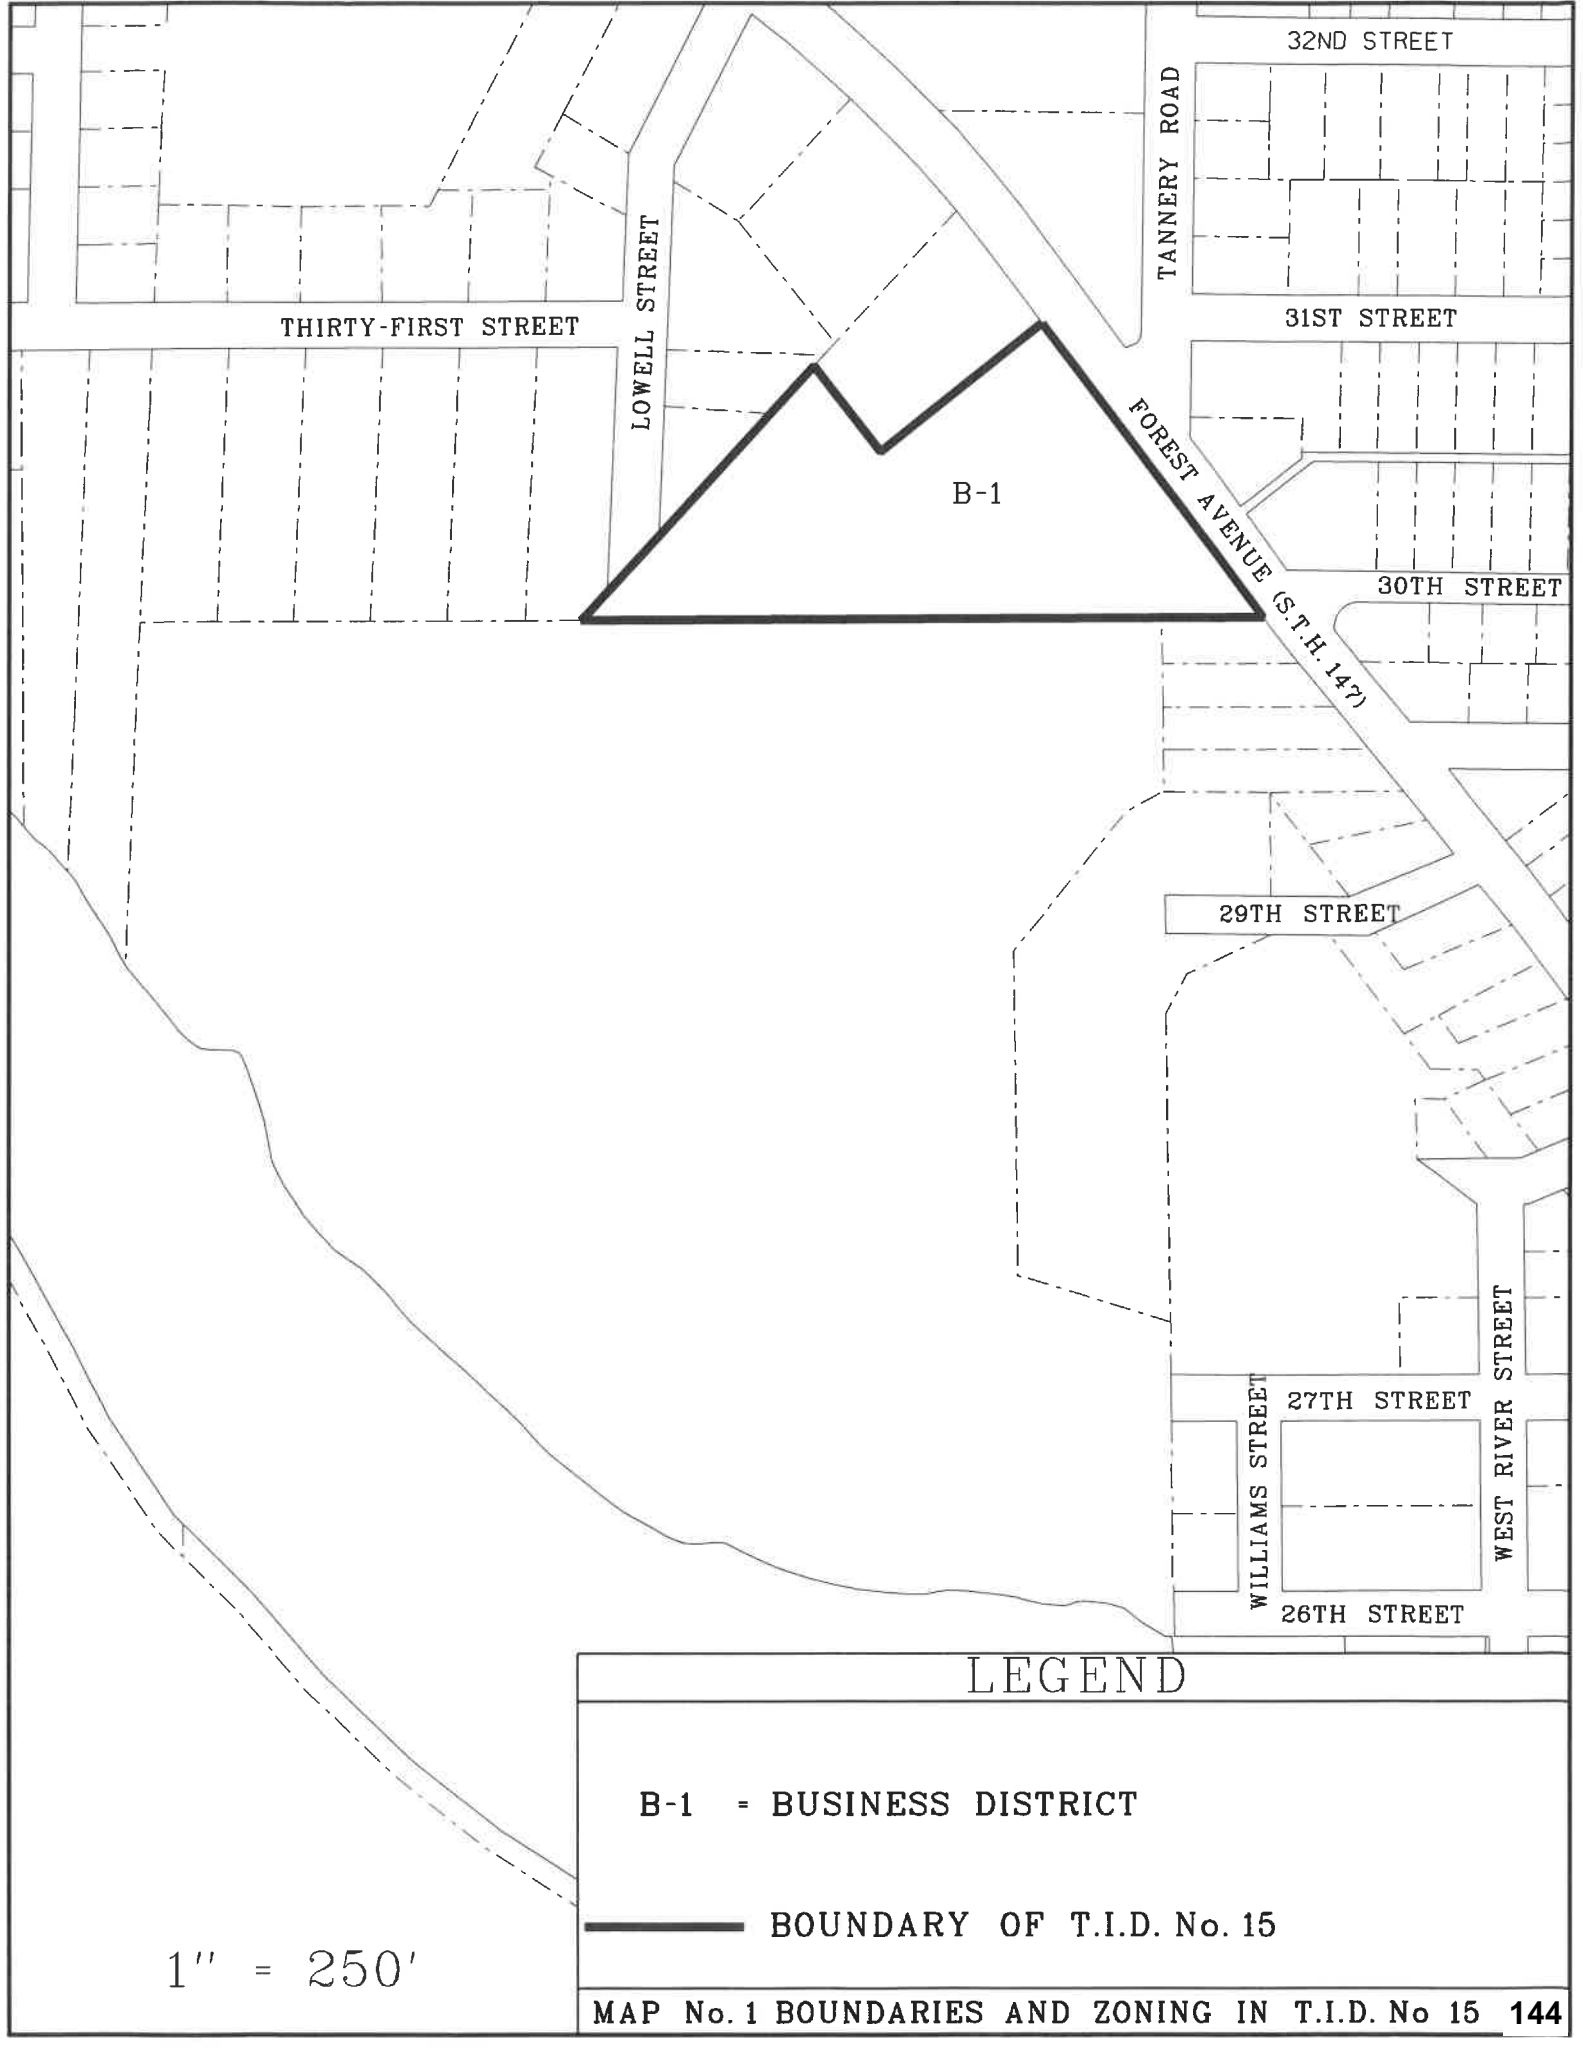 32ND STREET
TANNERY ROAD
THIRTY-FIRST STREET
LOWELL STREET
31ST STREET
FOREST AVENUE (S.T.H. 147)
B-1
30TH STREET
29TH STREET
WEST RIVER STREET
27TH STREET
WILLIAMS STREET
26TH STREET
LEGEND
B-1 = BUSINESS DISTRICT
BOUNDARY OF T.I.D. No. 15
1" = 250'
MAP No. 1 BOUNDARIES AND ZONING IN T.I.D. No 15 144